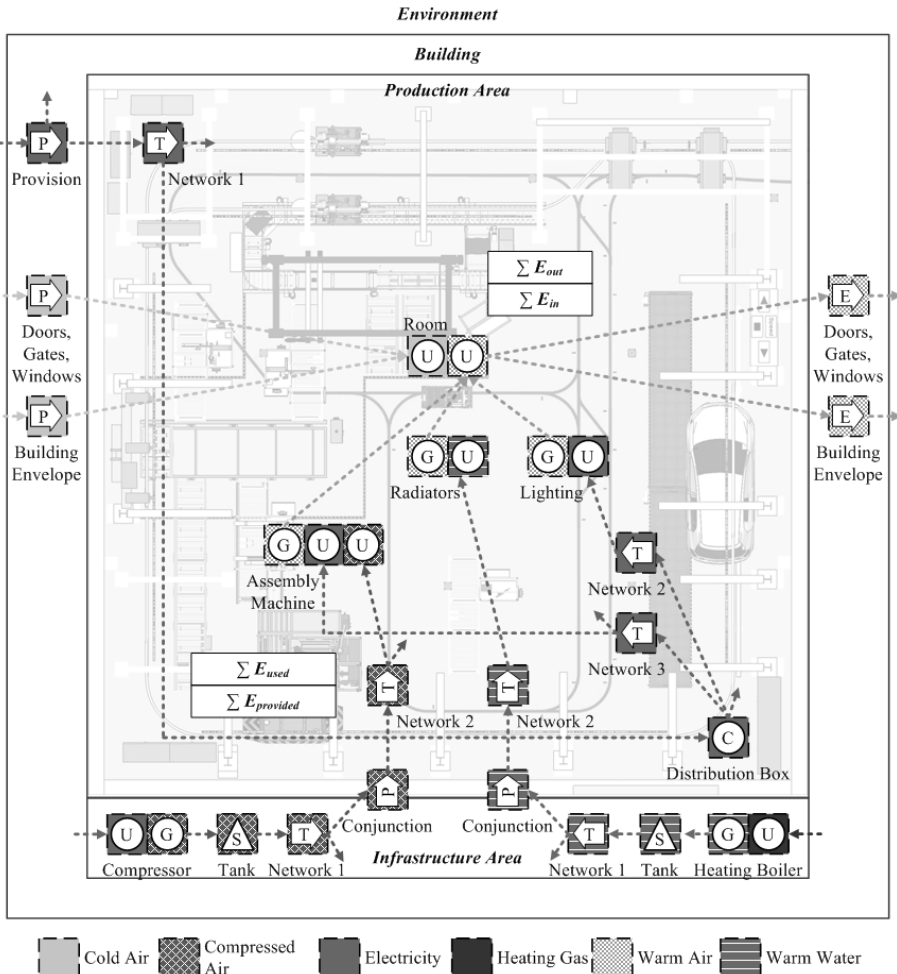 Environment
Building
Production Area
P
T
Provision
Network 1
∑ E_out
∑ E_in
P
E
Doors,
Gates,
Windows
Room
U
U
Doors,
Gates,
Windows
P
E
Building
Envelope
Building
Envelope
G
U
Radiators
G
U
Lighting
G
U
U
Assembly
Machine
T
Network 2
T
Network 3
∑ E_used
∑ E_provided
T
Network 2
T
Network 2
C
Distribution Box
P
Conjunction
P
Conjunction
U
G
Compressor
S
Tank
T
Network 1
Infrastructure Area
T
Network 1
S
Tank
G
U
Heating Boiler
Cold Air
Compressed
Air
Electricity
Heating Gas
Warm Air
Warm Water